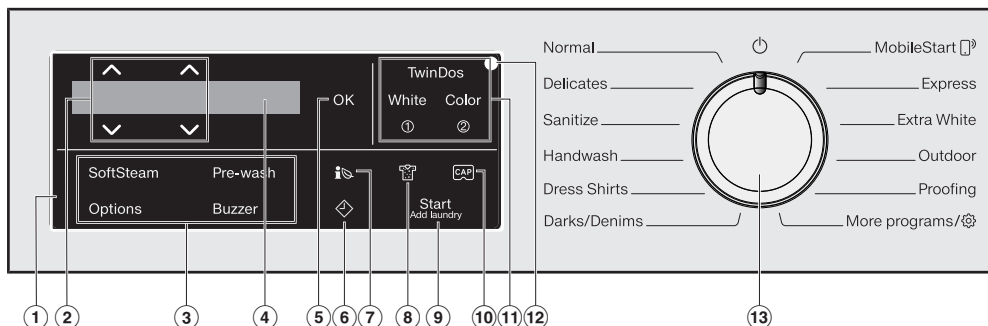 TwinDos
OK
White Color
① ②
SoftSteam Pre-wash
CAP
Options Buzzer
Start
Add laundry
Normal
Delicates
Sanitize
Handwash
Dress Shirts
Darks/Denims
MobileStart
Express
Extra White
Outdoor
Proofing
More programs/
① ② ③ ④ ⑤ ⑥ ⑦ ⑧ ⑨ ⑩ ⑪ ⑫ ⑬